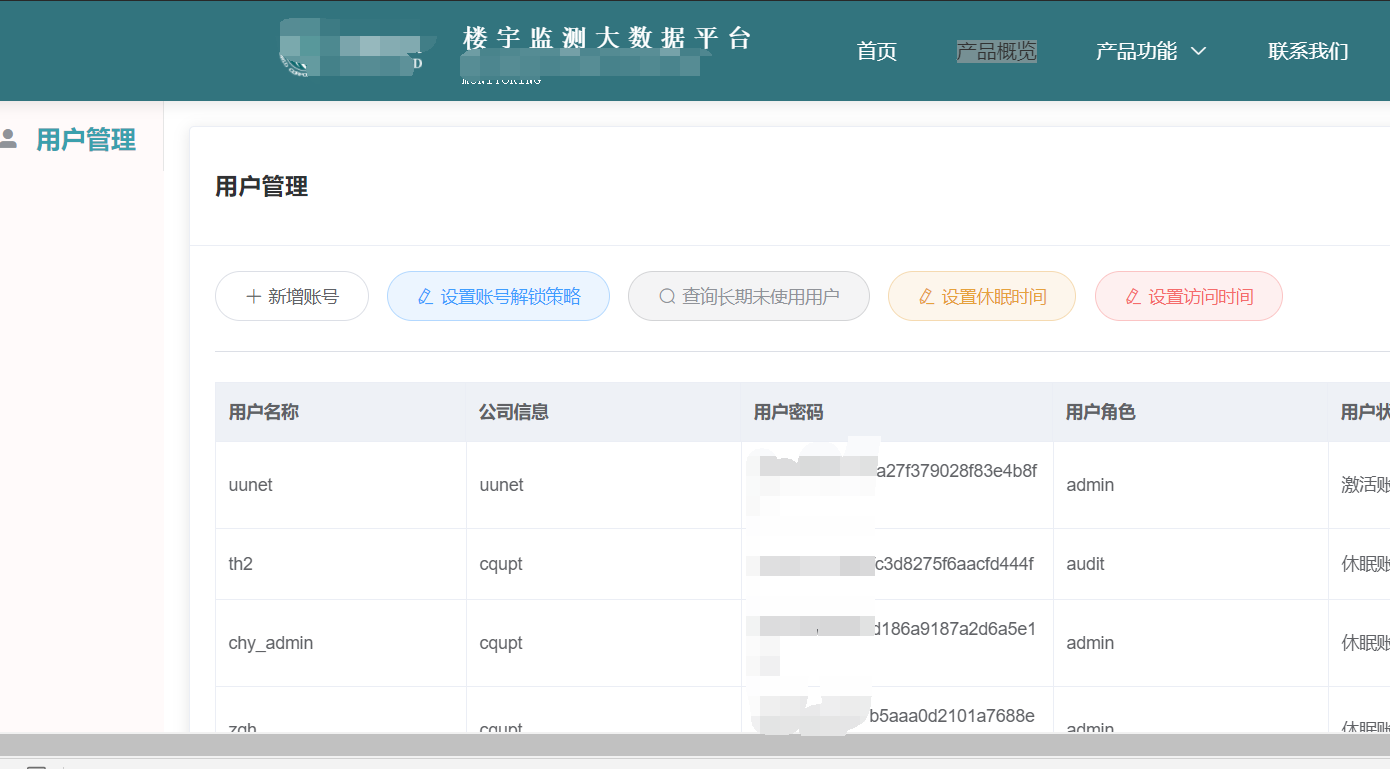 楼宇监测大数据平台
D
MONITORING
首页
产品概览
产品功能
联系我们
用户管理
用户管理
新增账号
设置账号解锁策略
查询长期未使用用户
设置休眠时间
设置访问时间
用户名称 公司信息 用户密码 用户角色 用户状
uunet uunet a27f379028f83e4b8f admin 激活账
th2 cqupt c3d8275f6aacfd444f audit 休眠账
chy_admin cqupt d186a9187a2d6a5e1 admin 休眠账
zgh cqupt b5aaa0d2101a7688e admin 休眠账